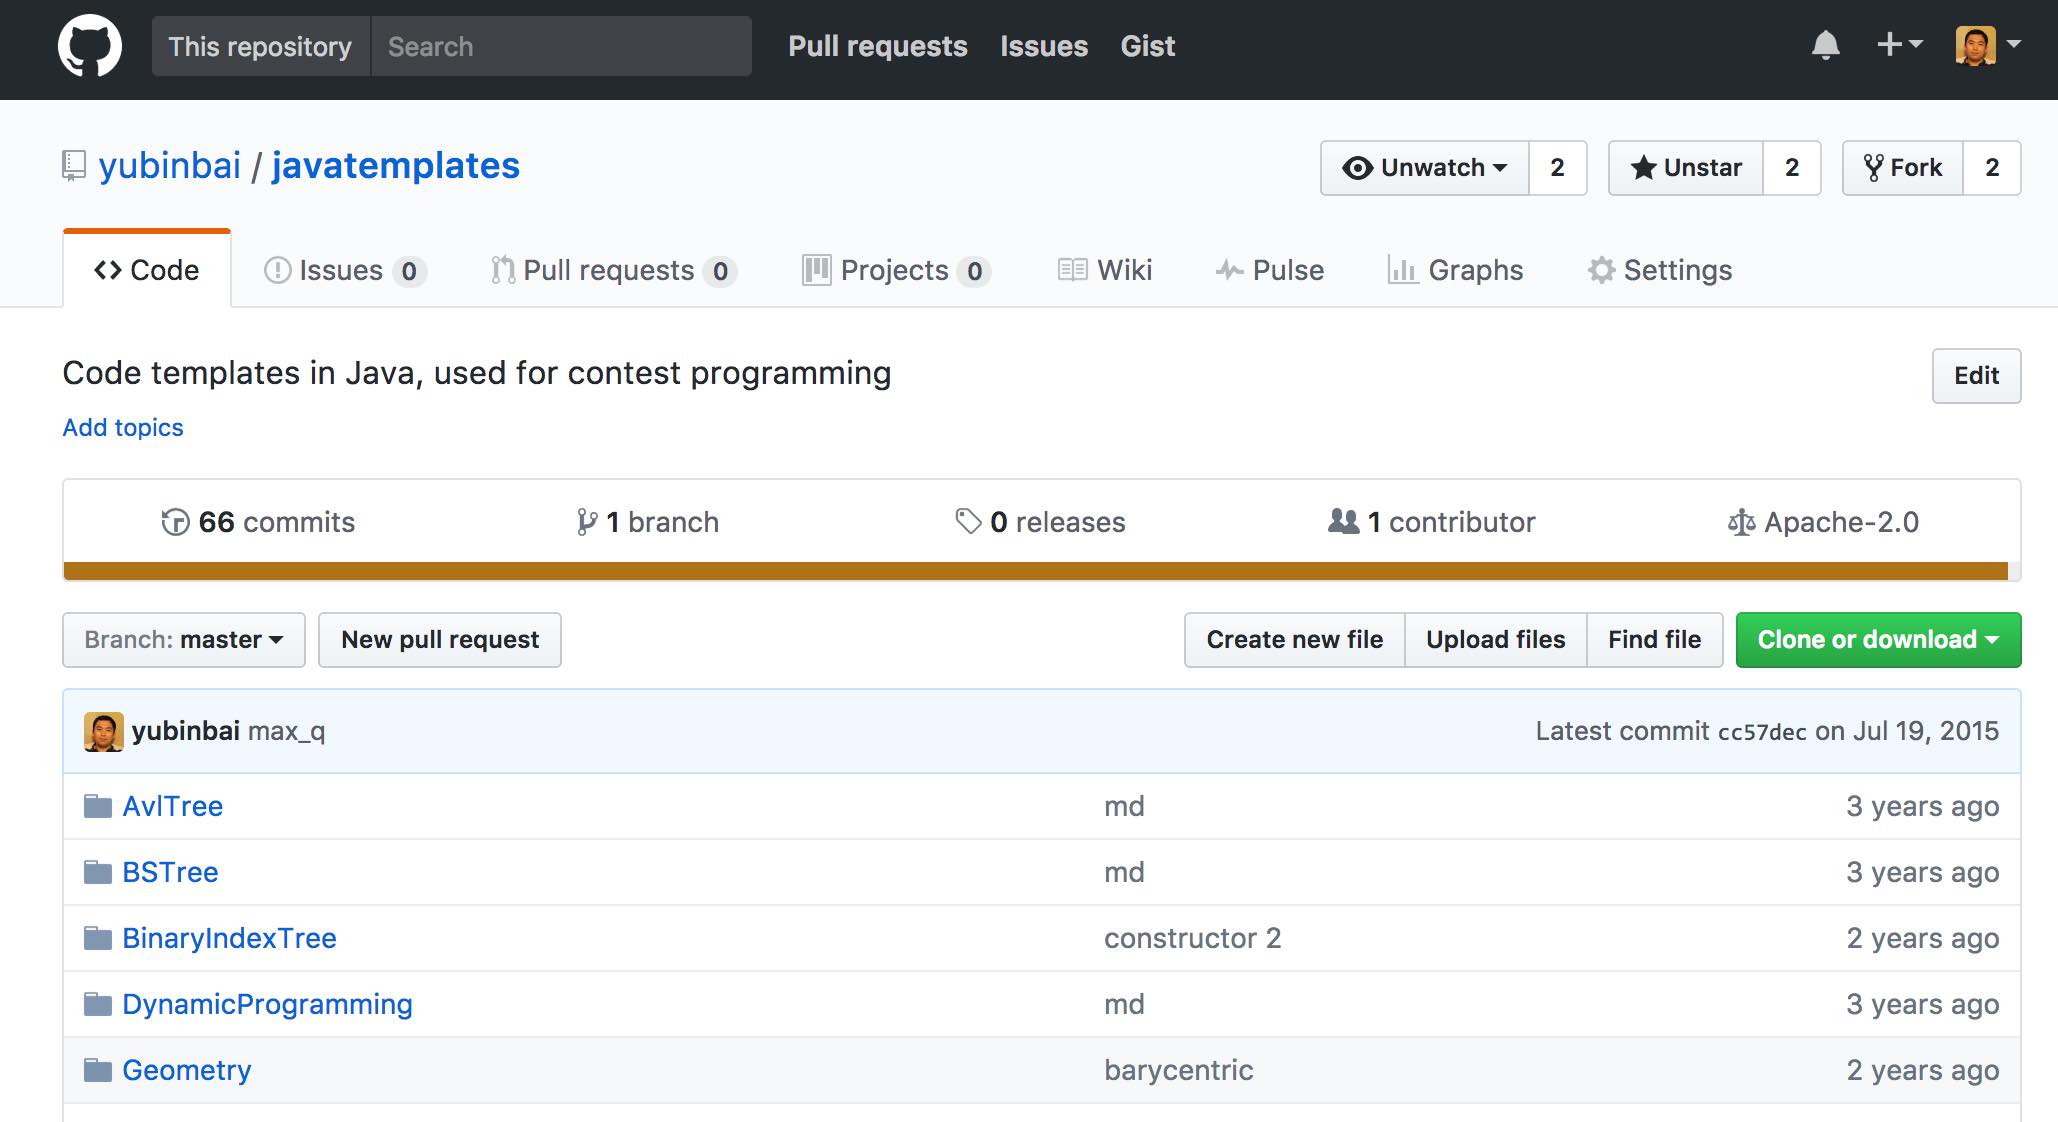 This repository Search Pull requests Issues Gist
yubinbai / javatemplates Unwatch 2 Unstar 2 Fork 2
Code Issues 0 Pull requests 0 Projects 0 Wiki Pulse Graphs Settings
Code templates in Java, used for contest programming Edit
Add topics
66 commits 1 branch 0 releases 1 contributor Apache-2.0
Branch: master New pull request Create new file Upload files Find file Clone or download
yubinbai max_q Latest commit cc57dec on Jul 19, 2015
AvlTree md 3 years ago
BSTree md 3 years ago
BinaryIndexTree constructor 2 2 years ago
DynamicProgramming md 3 years ago
Geometry barycentric 2 years ago